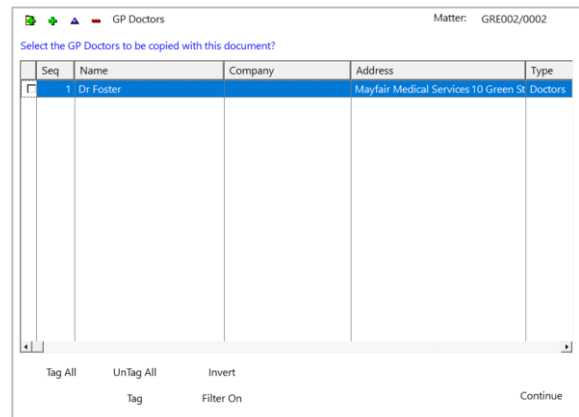 GP Doctors Matter: GRE002/0002
Select the GP Doctors to be copied with this document?
Seq Name Company Address Type
1 Dr Foster Mayfair Medical Services 10 Green St Doctors
Tag All UnTag All Invert
Tag Filter On Continue